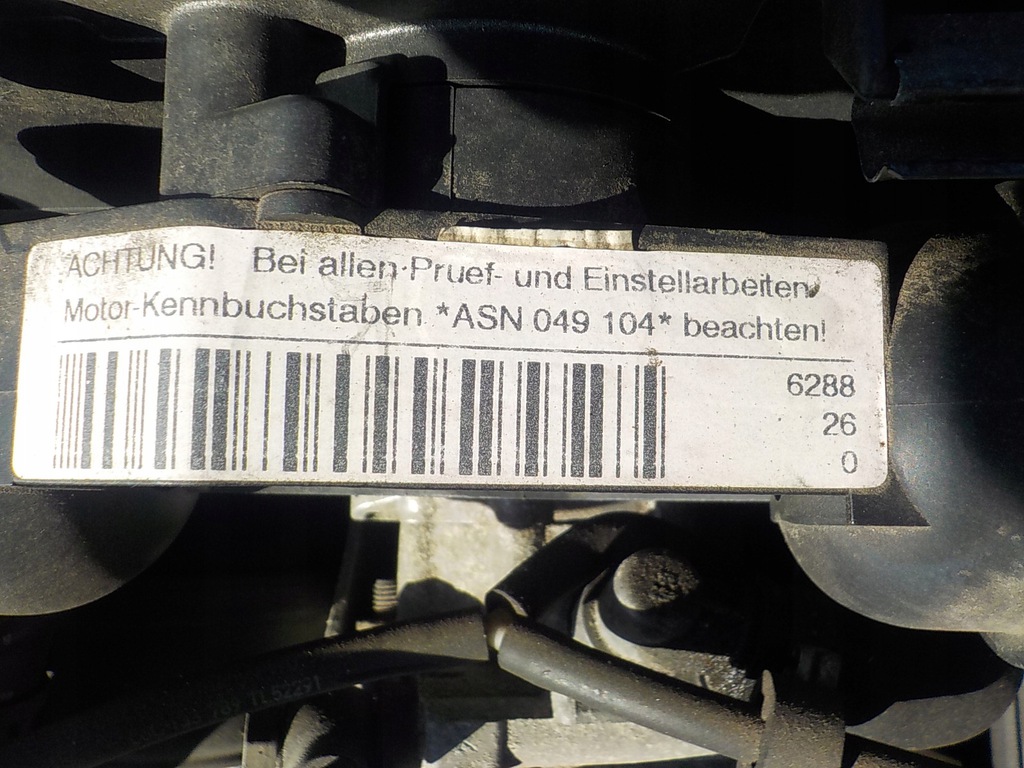 ACHTUNG! Bei allen Pruef- und Einstellarbeiten
Motor-Kennbuchstaben *ASN 049 104* beachten!
6288
26
0